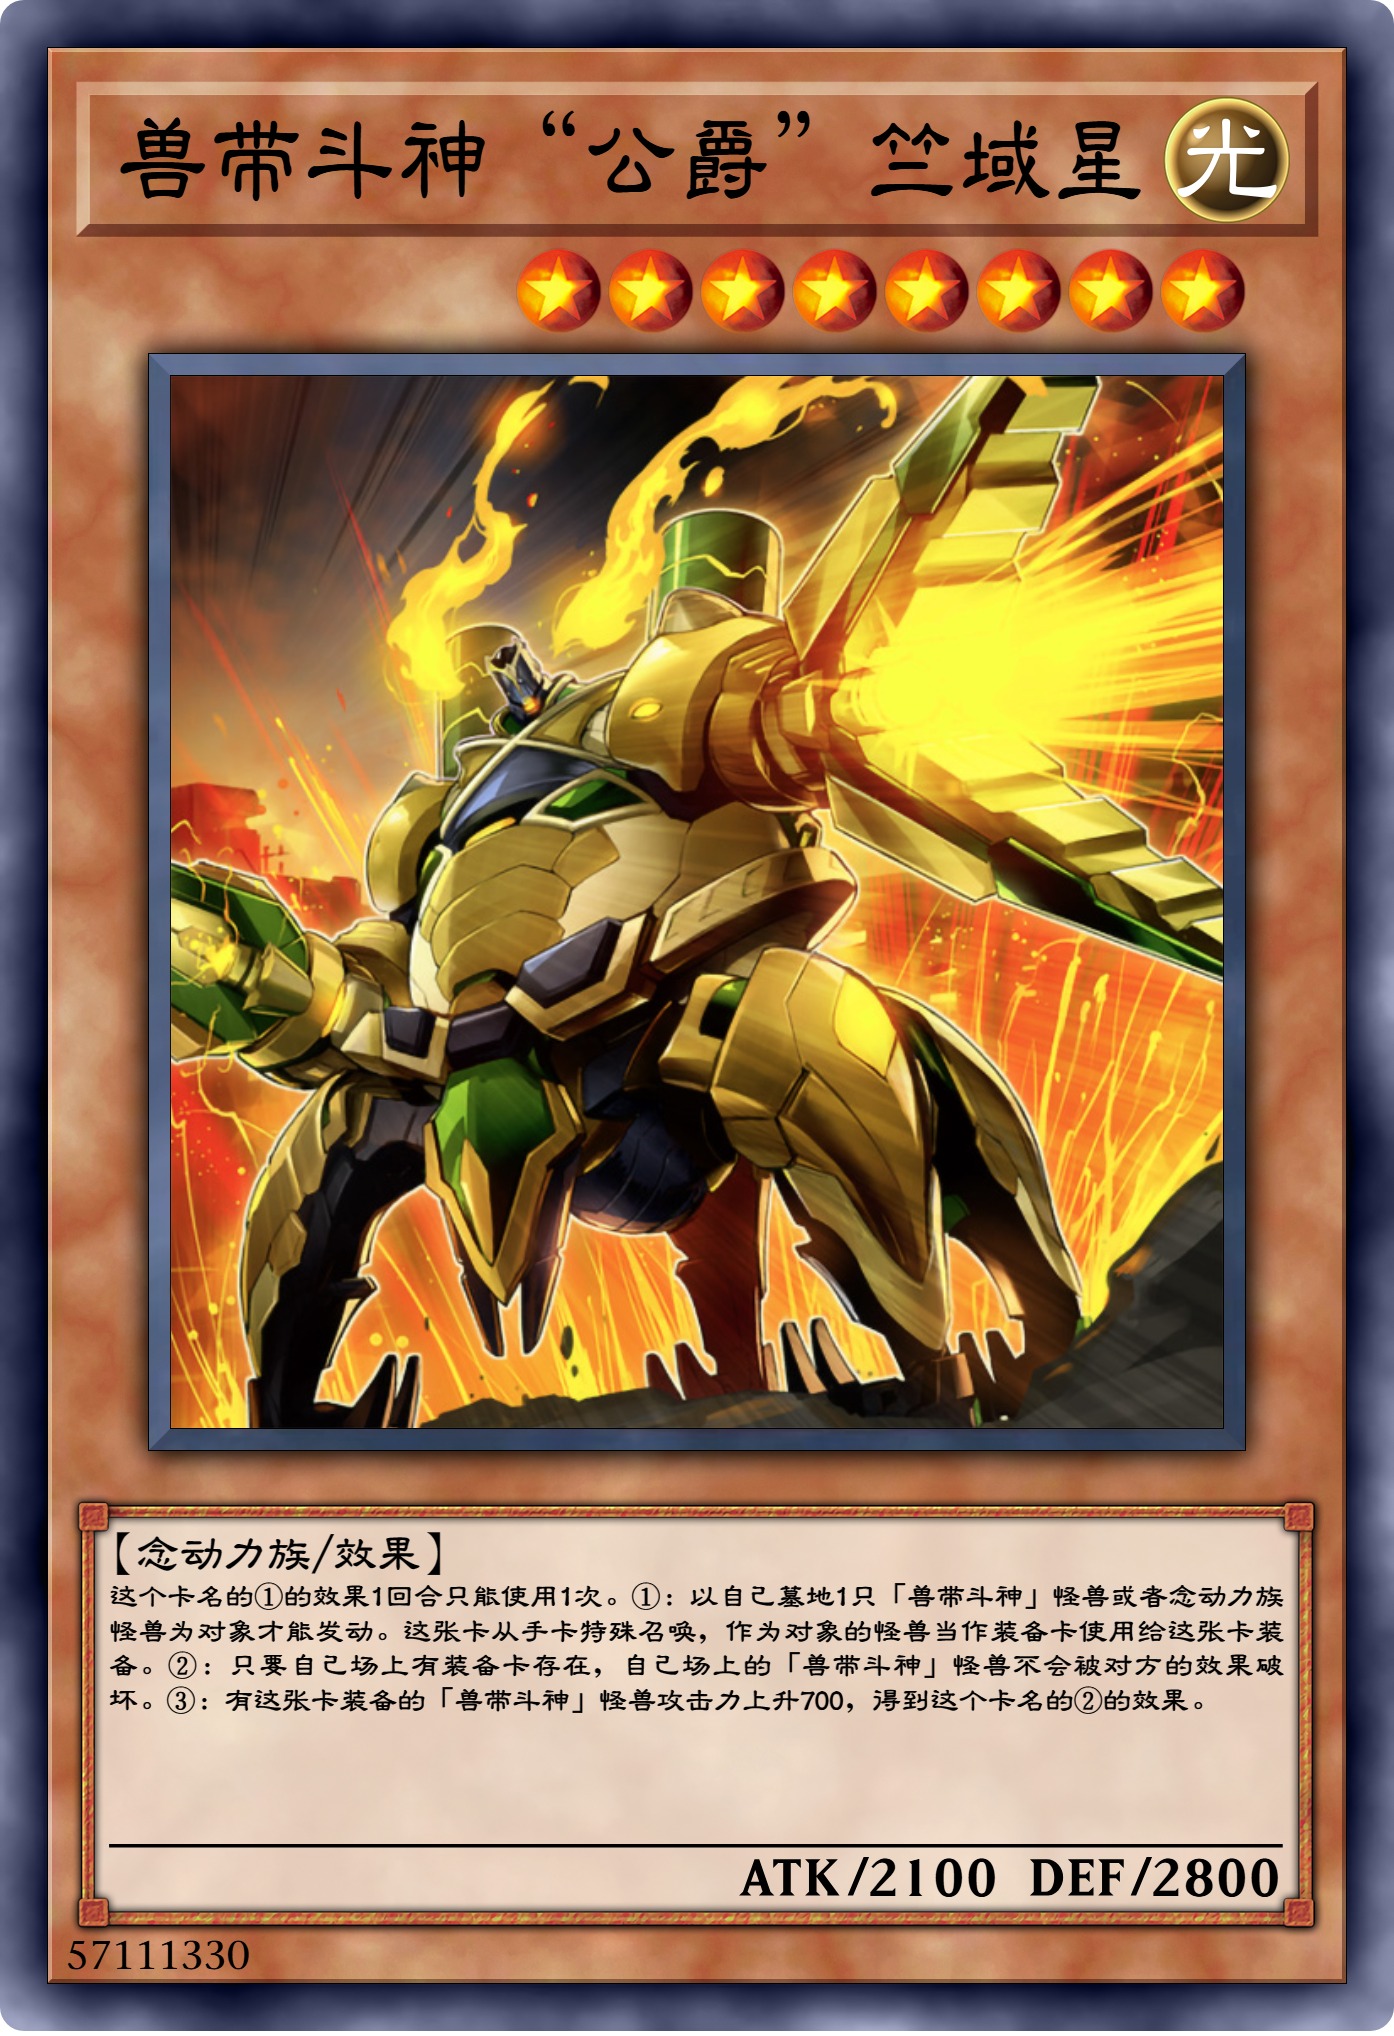 兽带斗神“公爵”竺域星 光
【念动力族/效果】
这个卡名的①的效果1回合只能使用1次。①：以自己墓地1只「兽带斗神」怪兽或者念动力族
怪兽为对象才能发动。这张卡从手卡特殊召唤，作为对象的怪兽当作装备卡使用给这张卡装
备。②：只要自己场上有装备卡存在，自己场上的「兽带斗神」怪兽不会被对方的效果破
坏。③：有这张卡装备的「兽带斗神」怪兽攻击力上升700，得到这个卡名的②的效果。
ATK/2100 DEF/2800
57111330